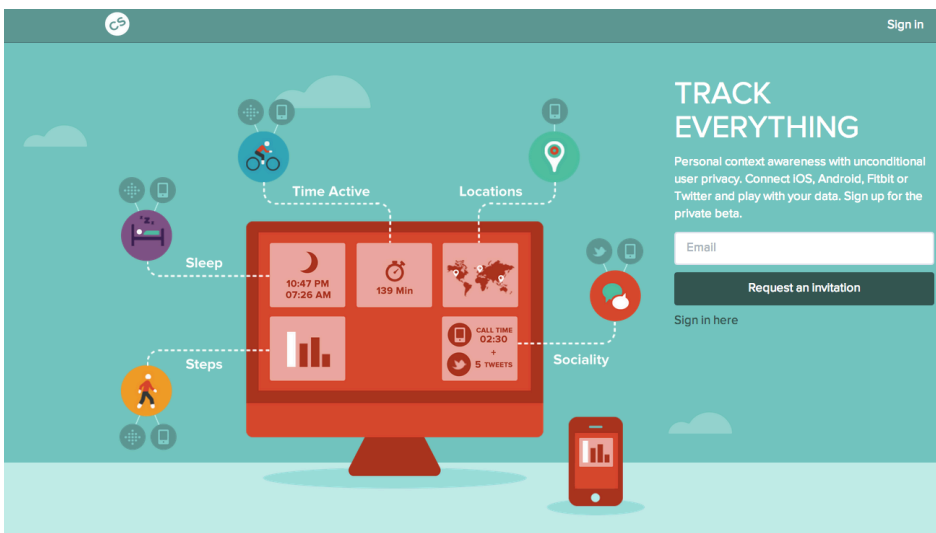 CS
Sign in
TRACK
EVERYTHING
Personal context awareness with unconditional
user privacy. Connect iOS, Android, Fitbit or
Twitter and play with your data. Sign up for the
private beta.
Email
Request an invitation
Sign in here
Time Active
Locations
z z
Sleep
10:47 PM
07:26 AM
139 Min
CALL TIME
02:30
+
5 TWEETS
Sociality
Steps